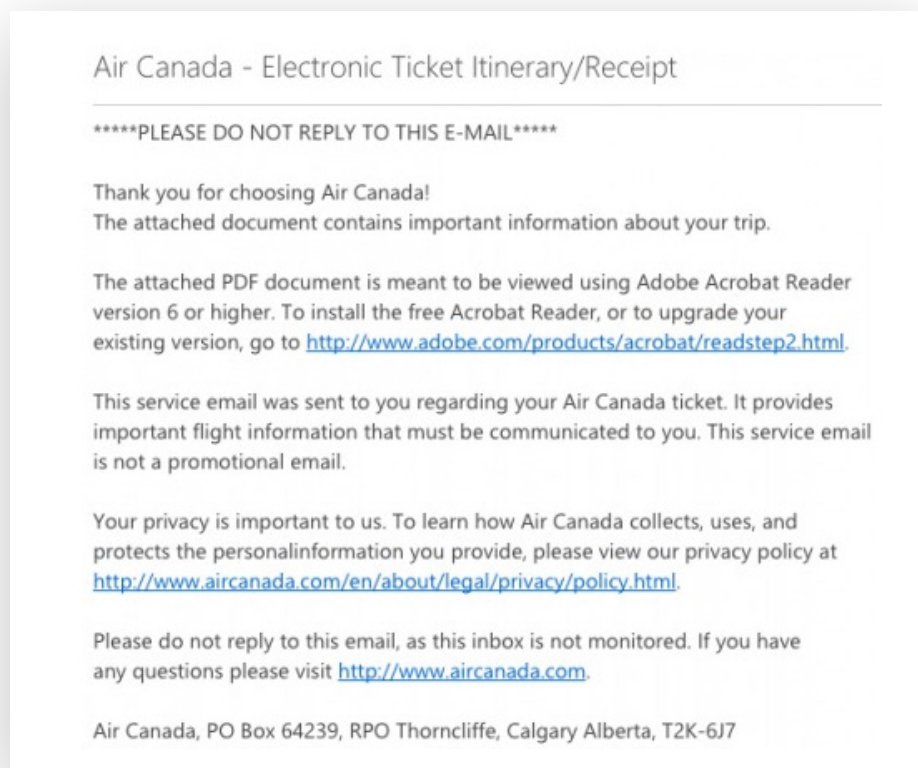 Air Canada - Electronic Ticket Itinerary/Receipt
*****PLEASE DO NOT REPLY TO THIS E-MAIL*****
Thank you for choosing Air Canada!
The attached document contains important information about your trip.
The attached PDF document is meant to be viewed using Adobe Acrobat Reader
version 6 or higher. To install the free Acrobat Reader, or to upgrade your
existing version, go to http://www.adobe.com/products/acrobat/readstep2.html.
This service email was sent to you regarding your Air Canada ticket. It provides
important flight information that must be communicated to you. This service email
is not a promotional email.
Your privacy is important to us. To learn how Air Canada collects, uses, and
protects the personalinformation you provide, please view our privacy policy at
http://www.aircanada.com/en/about/legal/privacy/policy.html.
Please do not reply to this email, as this inbox is not monitored. If you have
any questions please visit http://www.aircanada.com.
Air Canada, PO Box 64239, RPO Thorncliffe, Calgary Alberta, T2K-6J7